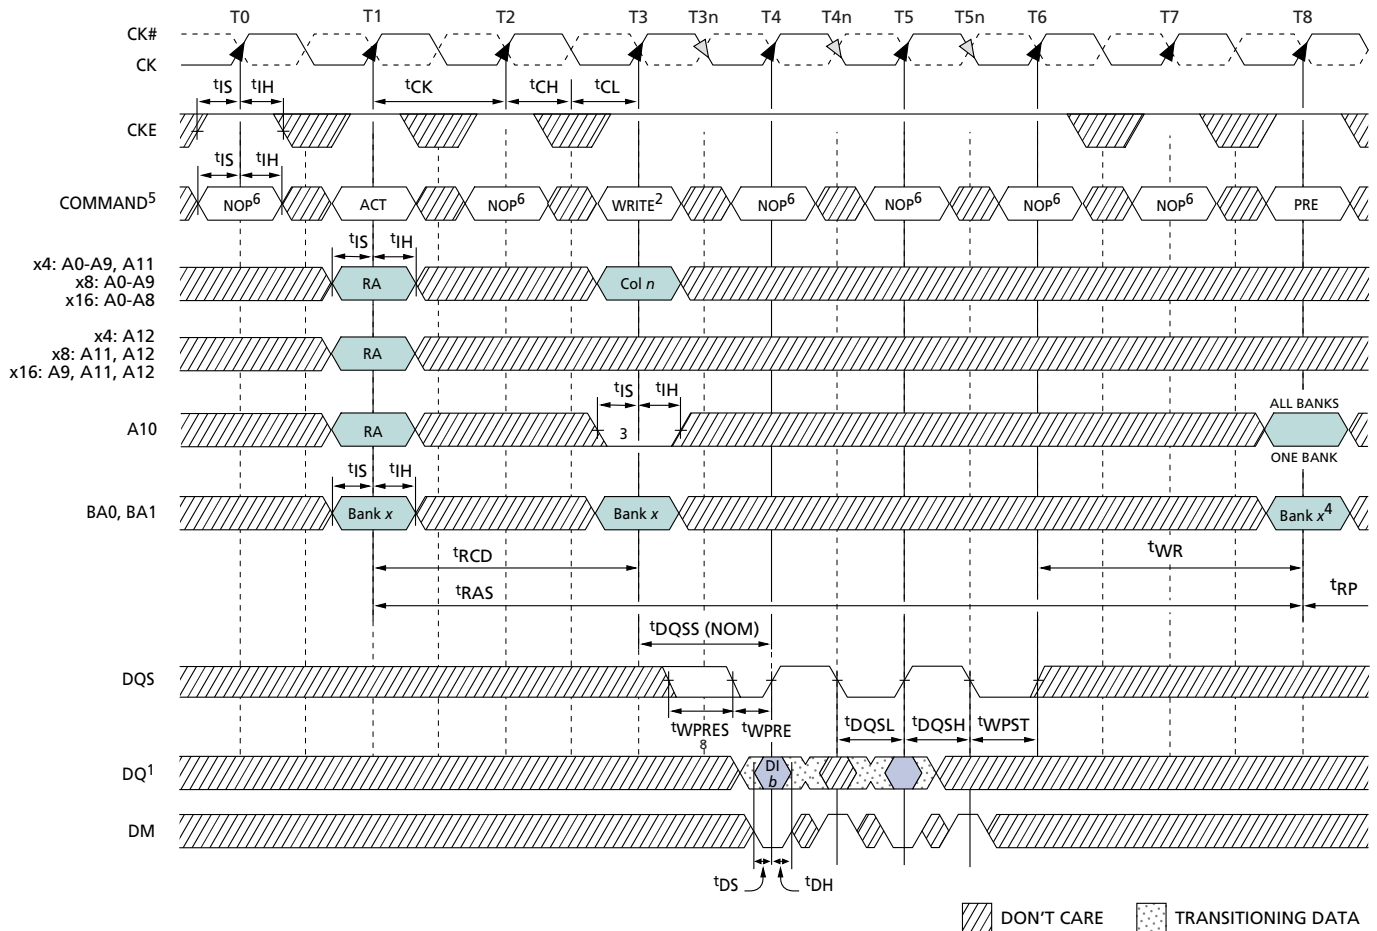 T0 T1 T2 T3 T3n T4 T4n T5 T5n T6 T7 T8
CK#
CK
tIS tIH tCK tCH tCL
CKE
tIS tIH
COMMAND5 NOP6 ACT NOP6 WRITE2 NOP6 NOP6 NOP6 NOP6 PRE
tIS tIH
x4: A0-A9, A11
x8: A0-A9
x16: A0-A8
RA Col n
x4: A12
x8: A11, A12
x16: A9, A11, A12
RA
tIS tIH
ALL BANKS
A10 RA 3
ONE BANK
tIS tIH
BA0, BA1 Bank x Bank x Bank x4
tRCD tWR
tRAS tRP
tDQSS (NOM)
DQS
tWPRES tWPRE tDQSL tDQSH tWPST
8
DQ1 DI
b
DM
tDS tDH
DON'T CARE TRANSITIONING DATA